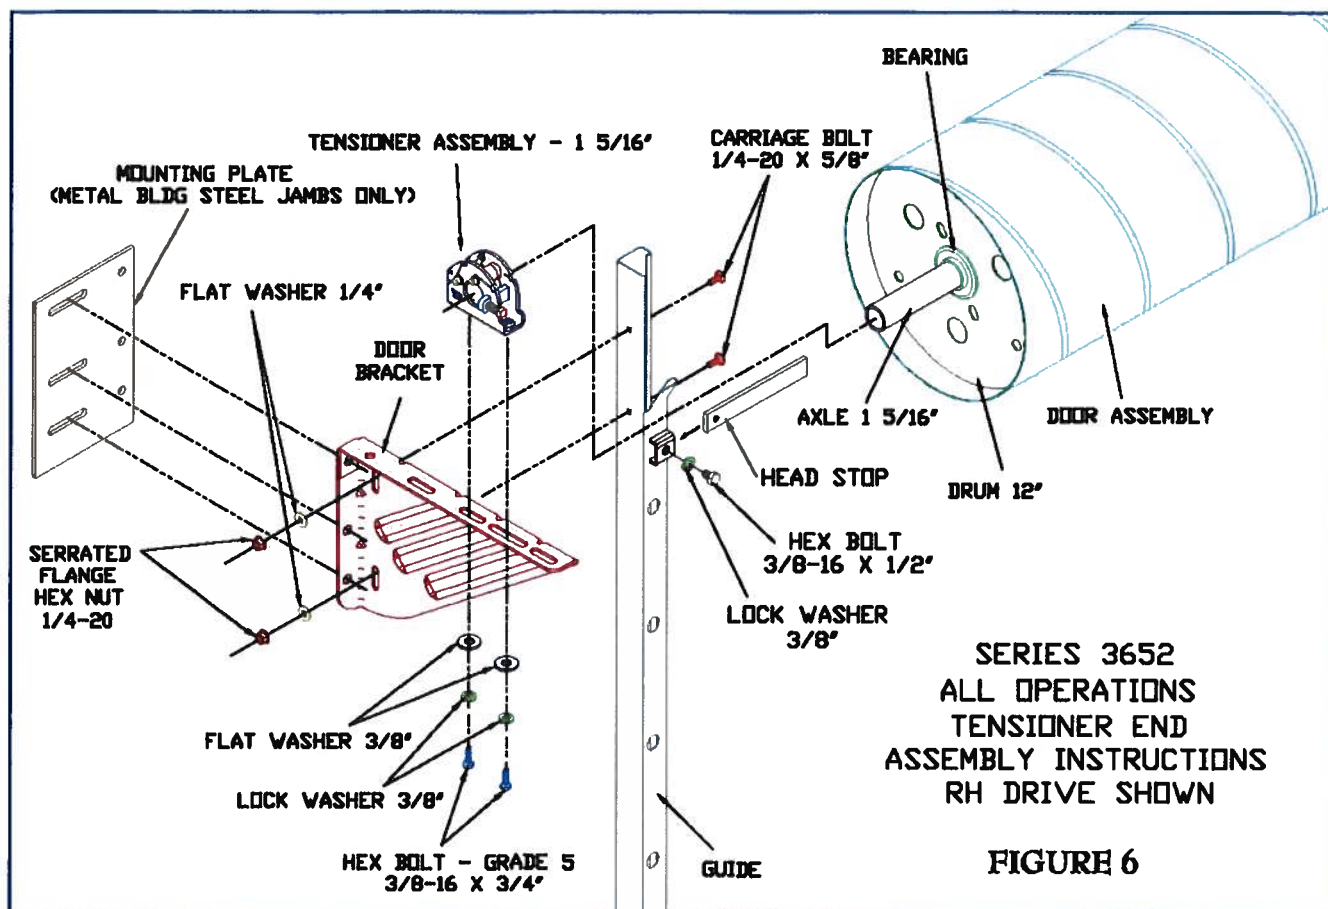 BEARING
TENSIONER ASSEMBLY - 1 5/16"
CARRIAGE BOLT
1/4-20 X 5/8"
MOUNTING PLATE
(METAL BLDG STEEL JAMBS ONLY)
FLAT WASHER 1/4"
DOOR
BRACKET
AXLE 1 5/16"
DOOR ASSEMBLY
HEAD STOP
DRUM 12"
HEX BOLT
3/8-16 X 1/2"
SERRATED
FLANGE
HEX NUT
1/4-20
LOCK WASHER
3/8"
FLAT WASHER 3/8"
LOCK WASHER 3/8"
HEX BOLT - GRADE 5
3/8-16 X 3/4"
GUIDE
SERIES 3652
ALL OPERATIONS
TENSIONER END
ASSEMBLY INSTRUCTIONS
RH DRIVE SHOWN
FIGURE 6